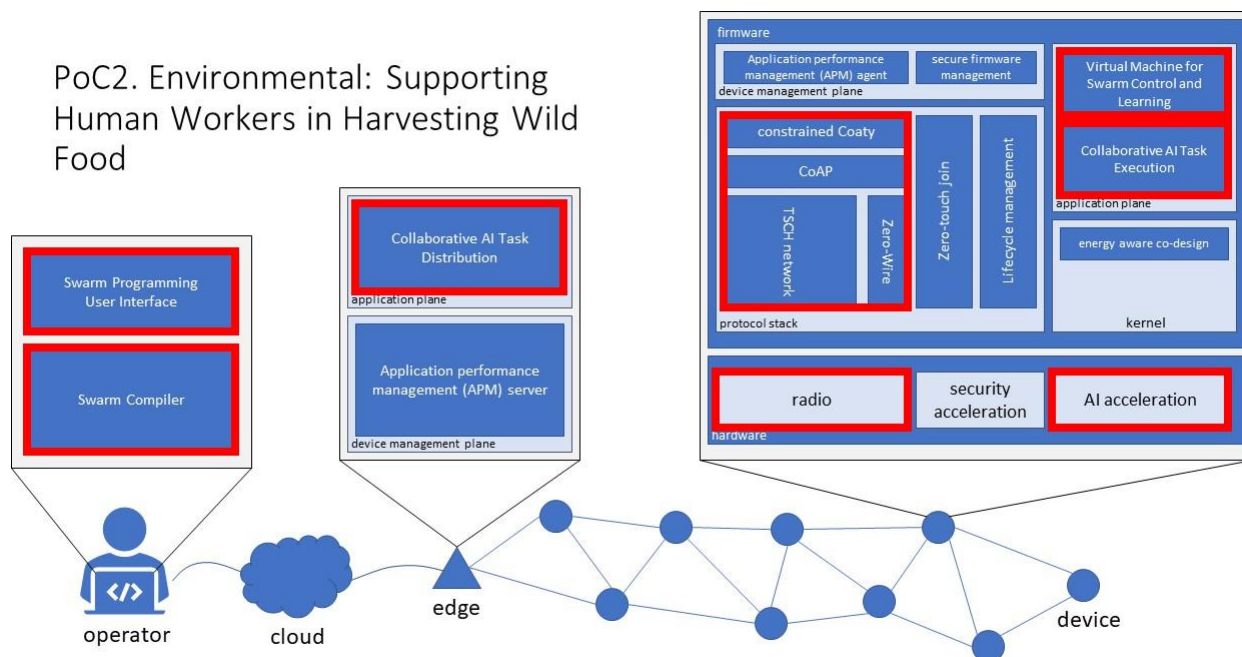 PoC2. Environmental: Supporting
Human Workers in Harvesting Wild
Food
Swarm Programming
User Interface
Swarm Compiler
Collaborative AI Task
Distribution
application plane
Application performance
management (APM) server
device management plane
firmware
Application performance
management (APM) agent
secure firmware
management
device management plane
Virtual Machine for
Swarm Control and
Learning
Collaborative AI Task
Execution
application plane
constrained Coaty
CoAP
TSCH network
Zero-Wire
Zero-touch join
Lifecycle management
protocol stack
energy aware co-design
kernel
radio
security
acceleration
AI acceleration
hardware
</>
operator
cloud
edge
device